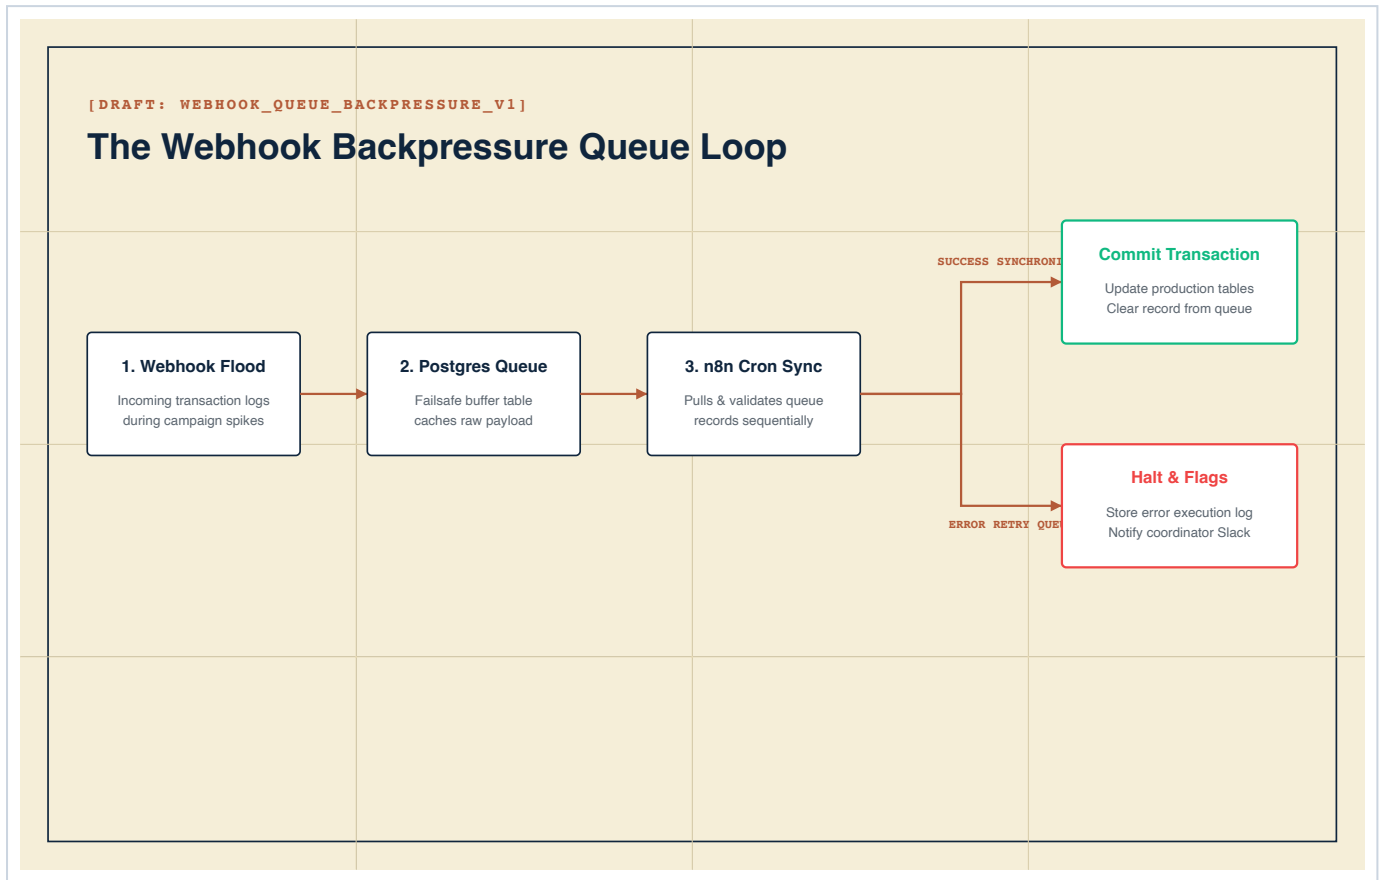 [DRAFT: WEBHOOK_QUEUE_BACKPRESSURE_V1]
The Webhook Backpressure Queue Loop
1. Webhook Flood
Incoming transaction logs
during campaign spikes
2. Postgres Queue
Failsafe buffer table
caches raw payload
3. n8n Cron Sync
Pulls & validates queue
records sequentially
SUCCESS
Commit Transaction
Update production tables
Clear record from queue
ERROR RETRY
Halt & Flags
Store error execution log
Notify coordinator Slack